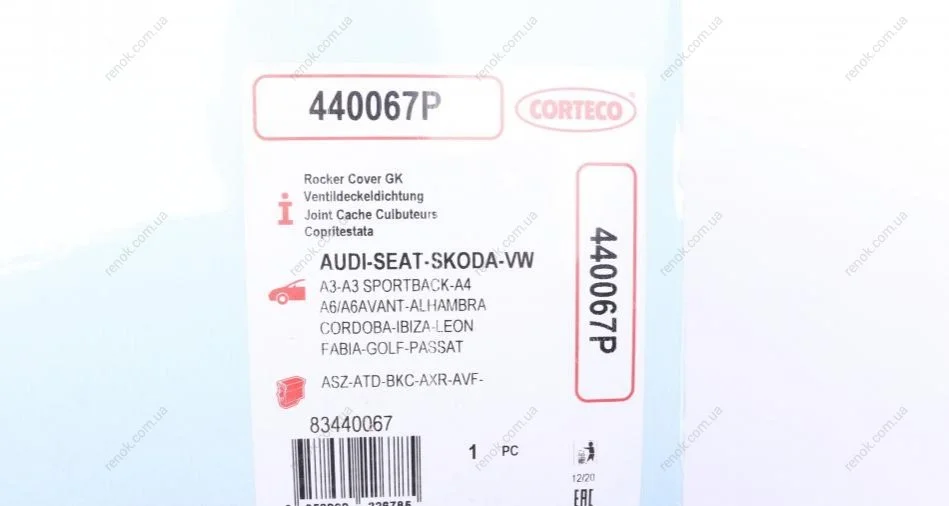 440067P
CORTECO
Rocker Cover GK
Ventildeckeldichtung
Joint Cache Culbuteurs
Copritestata
AUDI-SEAT-SKODA-VW
A3-A3 SPORTBACK-A4
A6/A6AVANT-ALHAMBRA
CORDOBA-IBIZA-LEON
FABIA-GOLF-PASSAT
ASZ-ATD-BKC-AXR-AVF-
83440067
1 PC
440067P
12/20
EAC
renok.com.ua